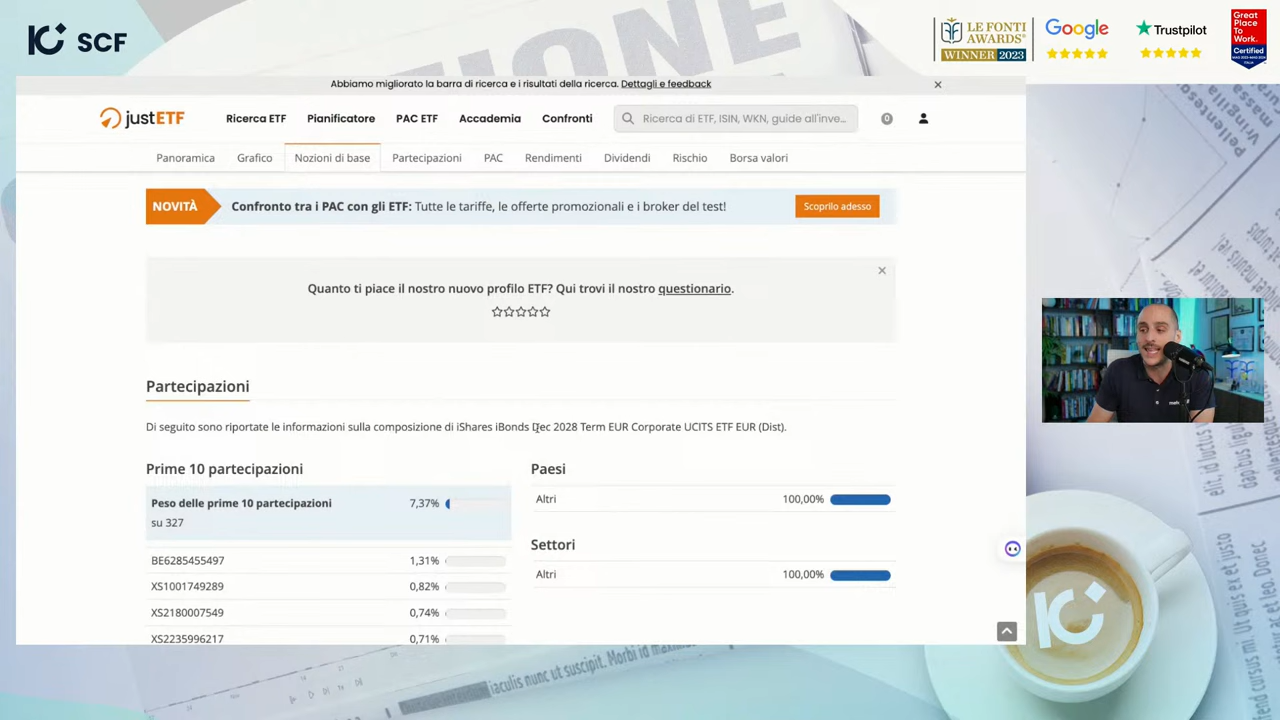 SCF
LE FONTI
AWARDS
WINNER 2023
Google
Trustpilot
Great
Place
To
Work.
Certified
ITALIA
ZIONE
Abbiamo migliorato la barra di ricerca e i risultati della ricerca. Dettagli e feedback
justETF
Ricerca ETF
Pianificatore
PAC ETF
Accademia
Confronti
Ricerca di ETF, ISIN, WKN, guide all'inve...
0
Panoramica
Grafico
Nozioni di base
Partecipazioni
PAC
Rendimenti
Dividendi
Rischio
Borsa valori
NOVITÀ
Confronto tra i PAC con gli ETF: Tutte le tariffe, le offerte promozionali e i broker del test!
Scoprilo adesso
Quanto ti piace il nostro nuovo profilo ETF? Qui trovi il nostro questionario.
Partecipazioni
Di seguito sono riportate le informazioni sulla composizione di iShares iBonds Dec 2028 Term EUR Corporate UCITS ETF EUR (Dist).
Prime 10 partecipazioni
Peso delle prime 10 partecipazioni 7,37%
su 327
BE6285455497 1,31%
XS1001749289 0,82%
XS2180007549 0,74%
XS2235996217 0,71%
Paesi
Altri 100,00%
Settori
Altri 100,00%